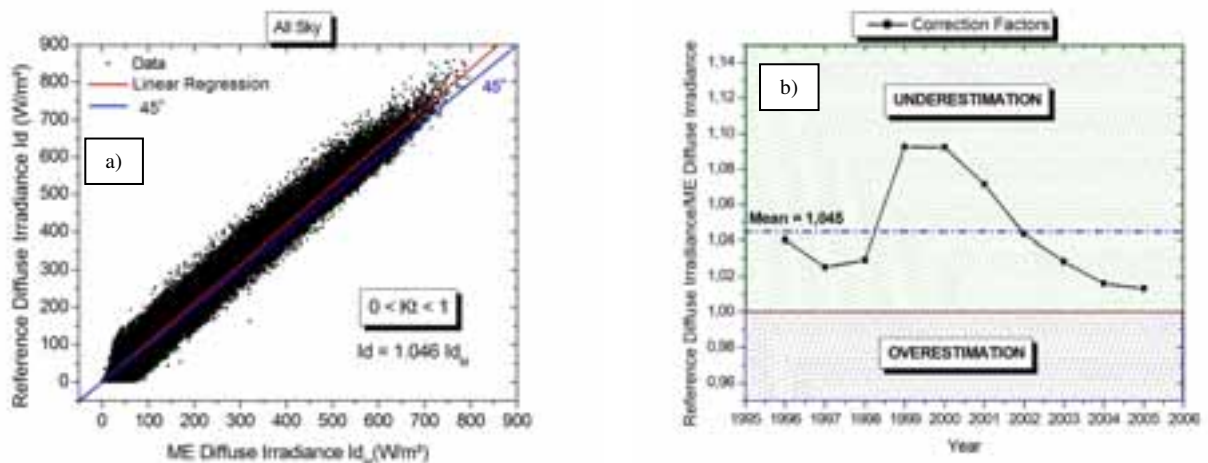 All Sky
900
800
700
600
500
400
300
200
100
0
Data
Linear Regression
45°
45°
a)
0 < Kt < 1
Id = 1.046 Id
0 100 200 300 400 500 600 700 800 900
Reference Diffuse Irradiance Id (W/m²)
ME Diffuse Irradiance Id (W/m²)
Correction Factors
1,14
1,12
1,10
1,08
1,06
1,04
1,02
1,00
0,98
0,96
b)
UNDERESTIMATION
Mean = 1,045
OVERESTIMATION
1995 1996 1997 1998 1999 2000 2001 2002 2003 2004 2005 2006
Reference Diffuse Irradiance/ME Diffuse Irradiance
Year